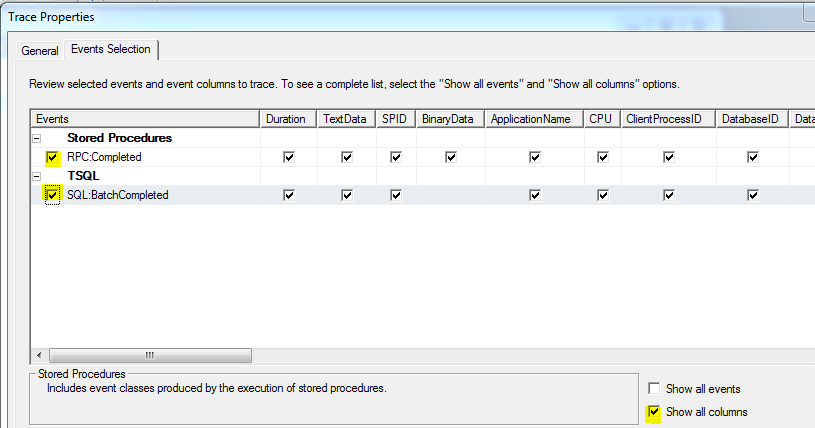 Trace Properties
General Events Selection
Review selected events and event columns to trace. To see a complete list, select the "Show all events" and "Show all columns" options.
Events Duration TextData SPID BinaryData ApplicationName CPU ClientProcessID DatabaseID Data
Stored Procedures
RPC:Completed
TSQL
SQL:BatchCompleted
Stored Procedures
Includes event classes produced by the execution of stored procedures.
Show all events
Show all columns